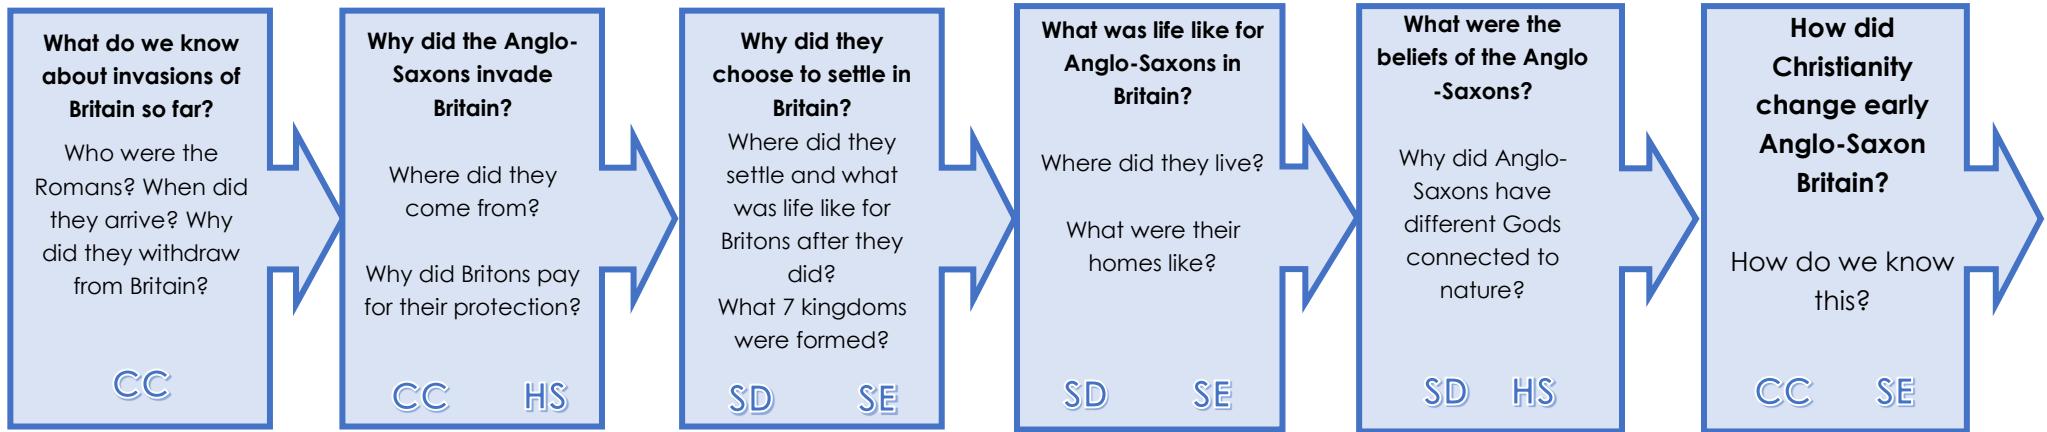 What do we know
about invasions of
Britain so far?
Who were the
Romans? When did
they arrive? Why
did they withdraw
from Britain?
CC
Why did the Anglo-
Saxons invade
Britain?
Where did they
come from?
Why did Britons pay
for their protection?
CC HS
Why did they
choose to settle in
Britain?
Where did they
settle and what
was life like for
Britons after they
did?
What 7 kingdoms
were formed?
SD SE
What was life like for
Anglo-Saxons in
Britain?
Where did they live?
What were their
homes like?
SD SE
What were the
beliefs of the Anglo
-Saxons?
Why did Anglo-
Saxons have
different Gods
connected to
nature?
SD HS
How did
Christianity
change early
Anglo-Saxon
Britain?
How do we know
this?
CC SE